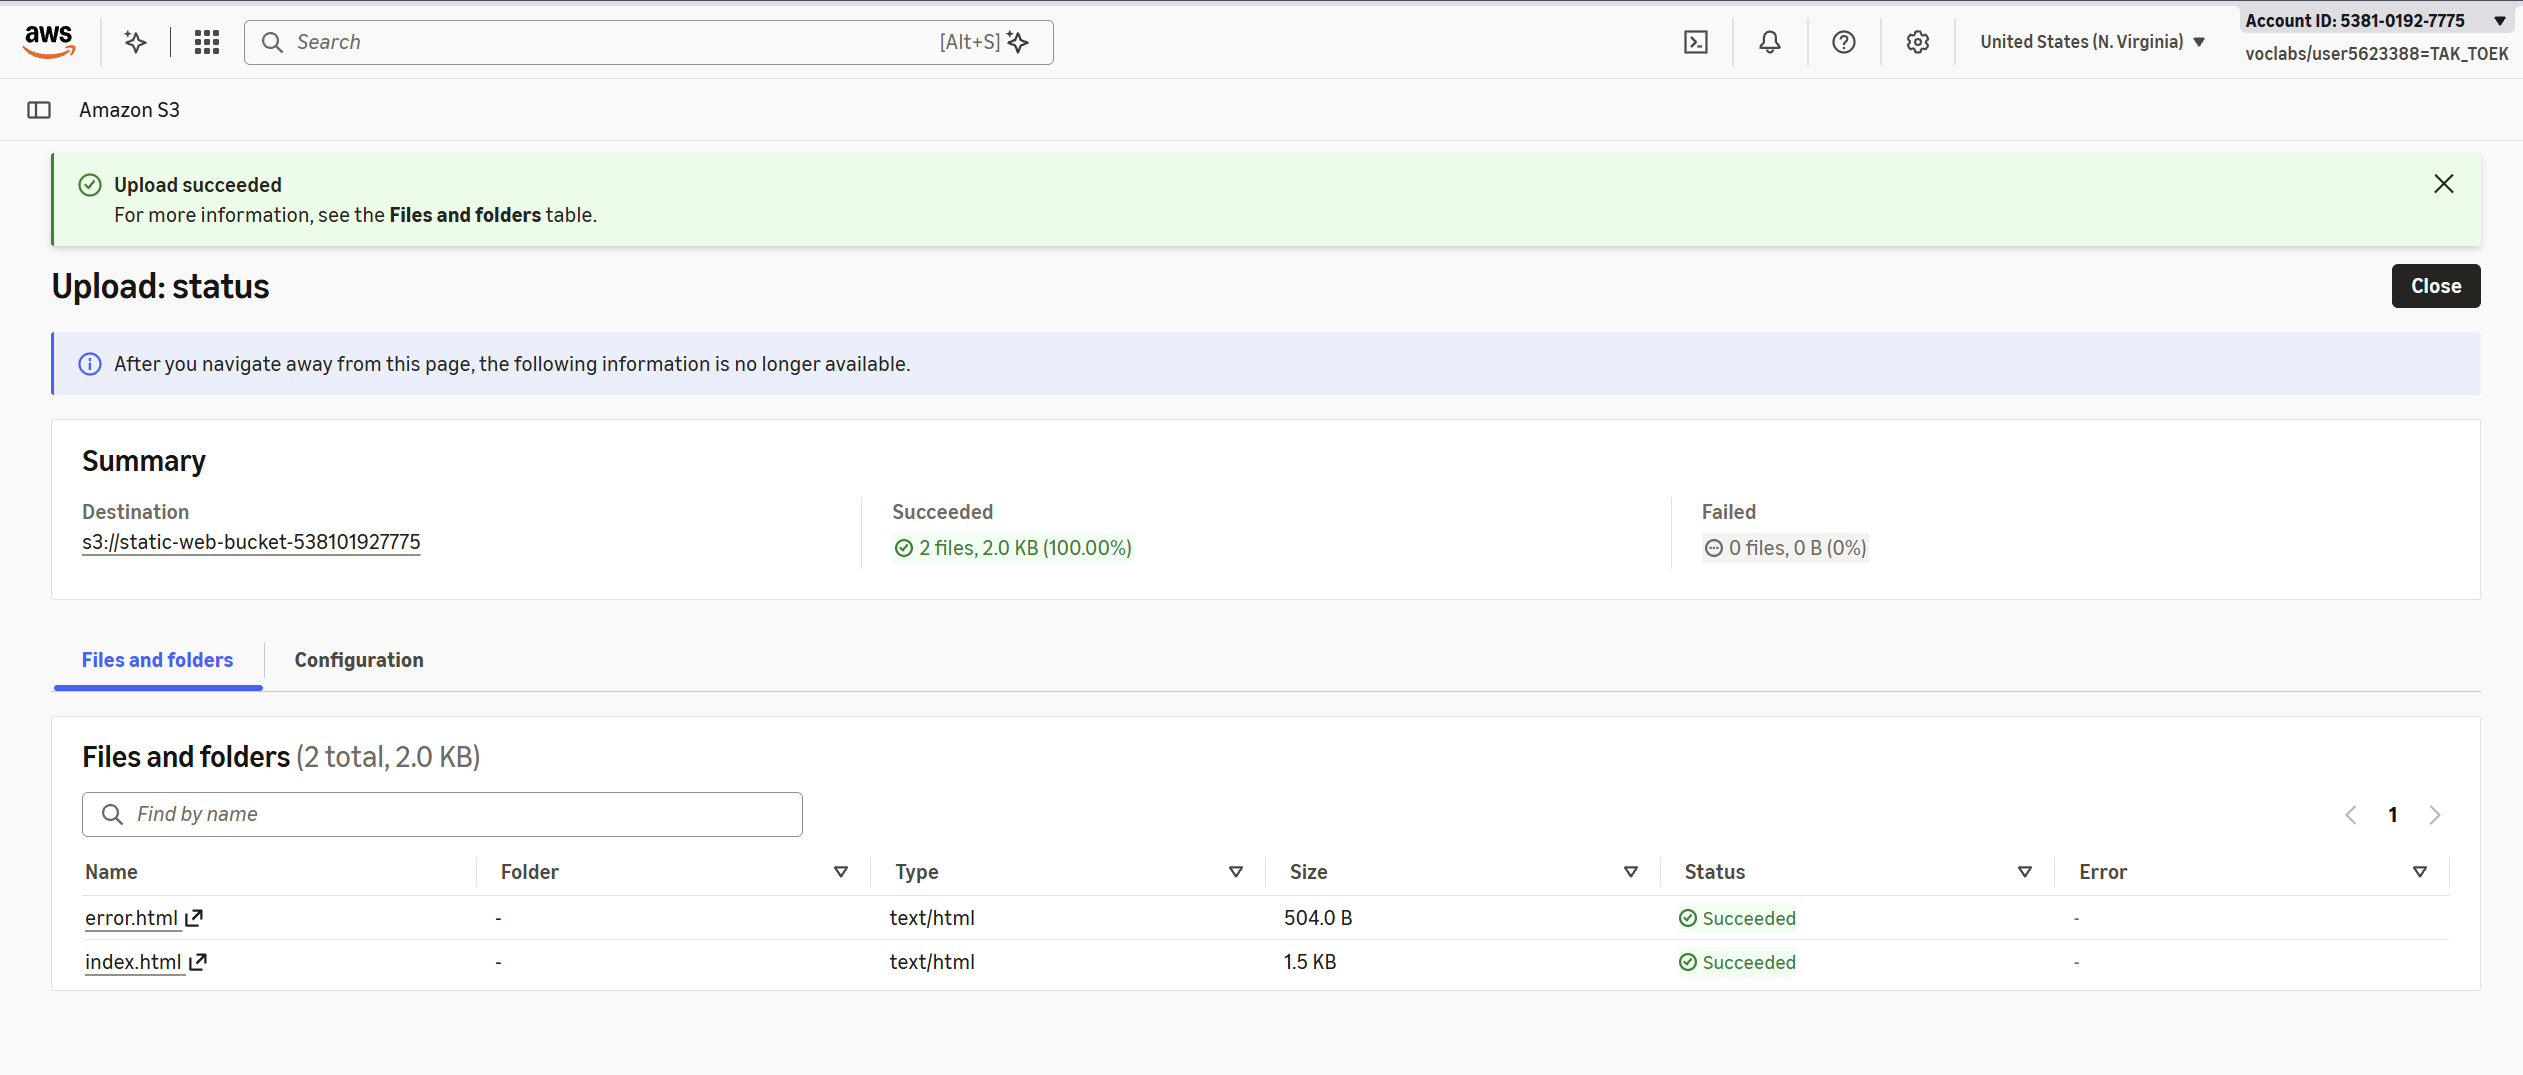 aws
Search [Alt+S]
United States (N. Virginia)
Account ID: 5381-0192-7775
voclabs/user5623388=TAK_TOEK
Amazon S3
Upload succeeded
For more information, see the Files and folders table.
Upload: status
Close
After you navigate away from this page, the following information is no longer available.
Summary
Destination
s3://static-web-bucket-538101927775
Succeeded
2 files, 2.0 KB (100.00%)
Failed
0 files, 0 B (0%)
Files and folders
Configuration
Files and folders (2 total, 2.0 KB)
Find by name
1
Name Folder Type Size Status Error
error.html - text/html 504.0 B Succeeded -
index.html - text/html 1.5 KB Succeeded -